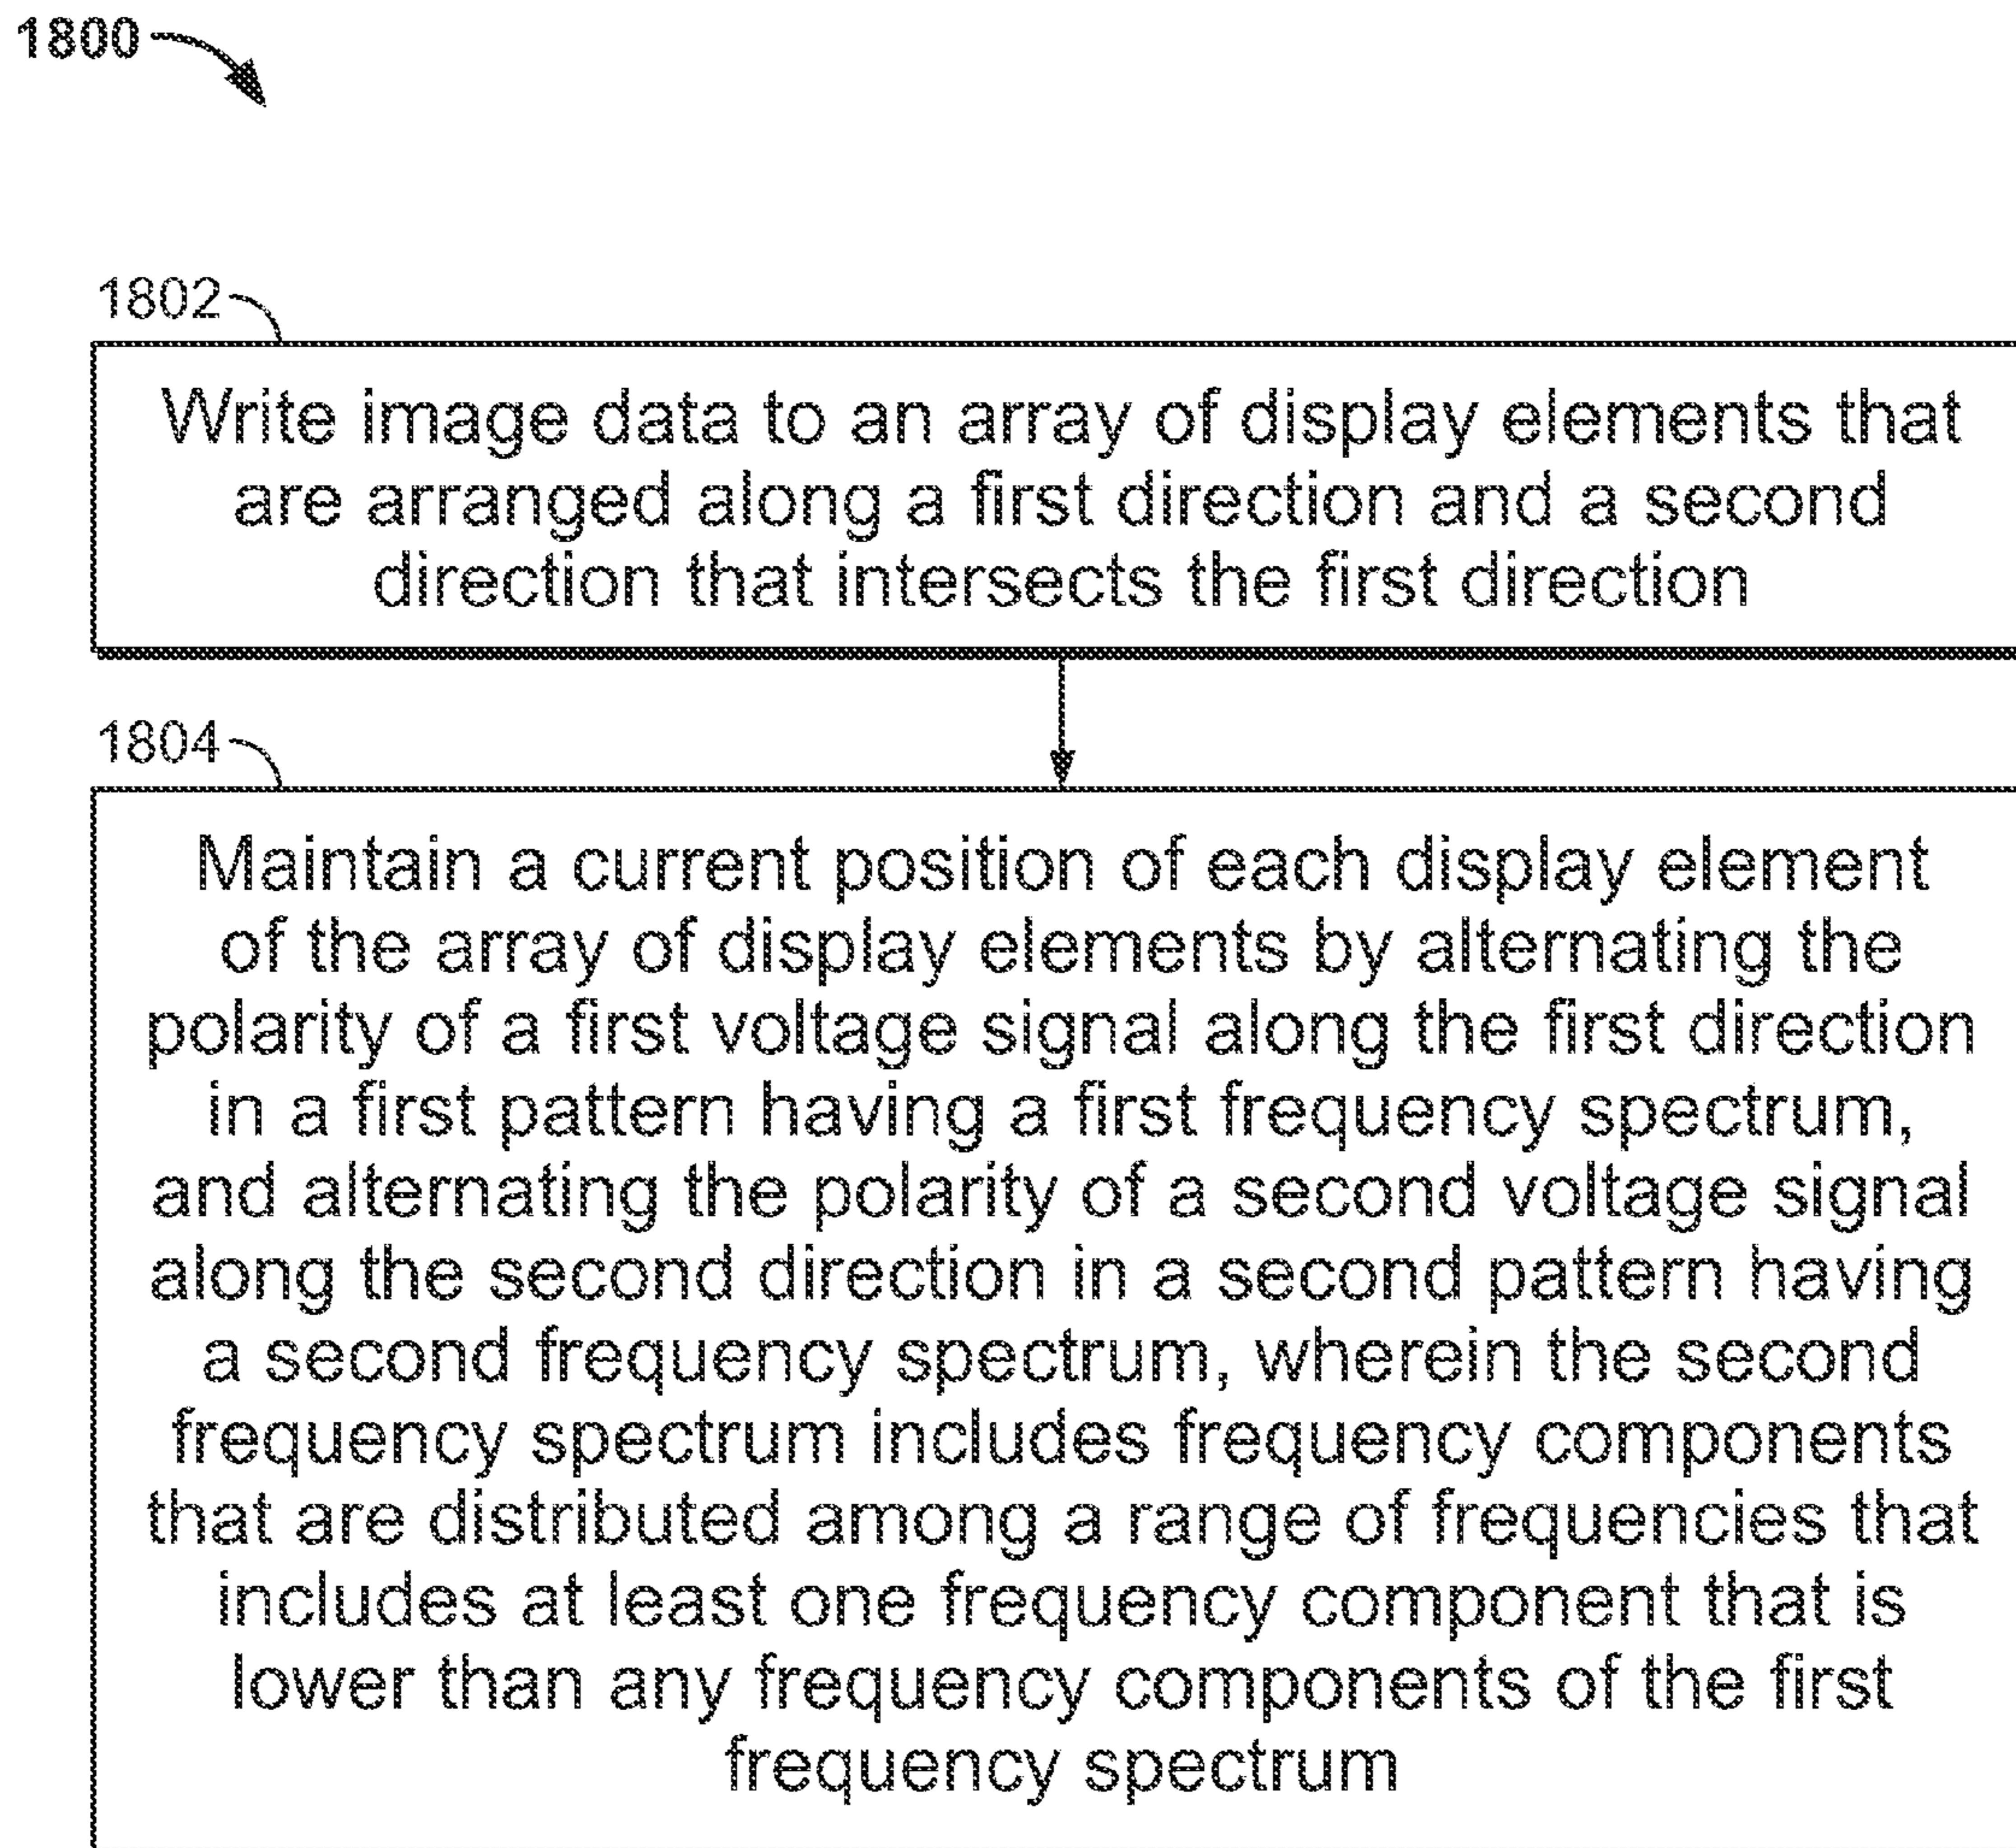 1800
1802
Write image data to an array of display elements that
are arranged along a first direction and a second
direction that intersects the first direction
1804
Maintain a current position of each display element
of the array of display elements by alternating the
polarity of a first voltage signal along the first direction
in a first pattern having a first frequency spectrum,
and alternating the polarity of a second voltage signal
along the second direction in a second pattern having
a second frequency spectrum, wherein the second
frequency spectrum includes frequency components
that are distributed among a range of frequencies that
includes at least one frequency component that is
lower than any frequency components of the first
frequency spectrum